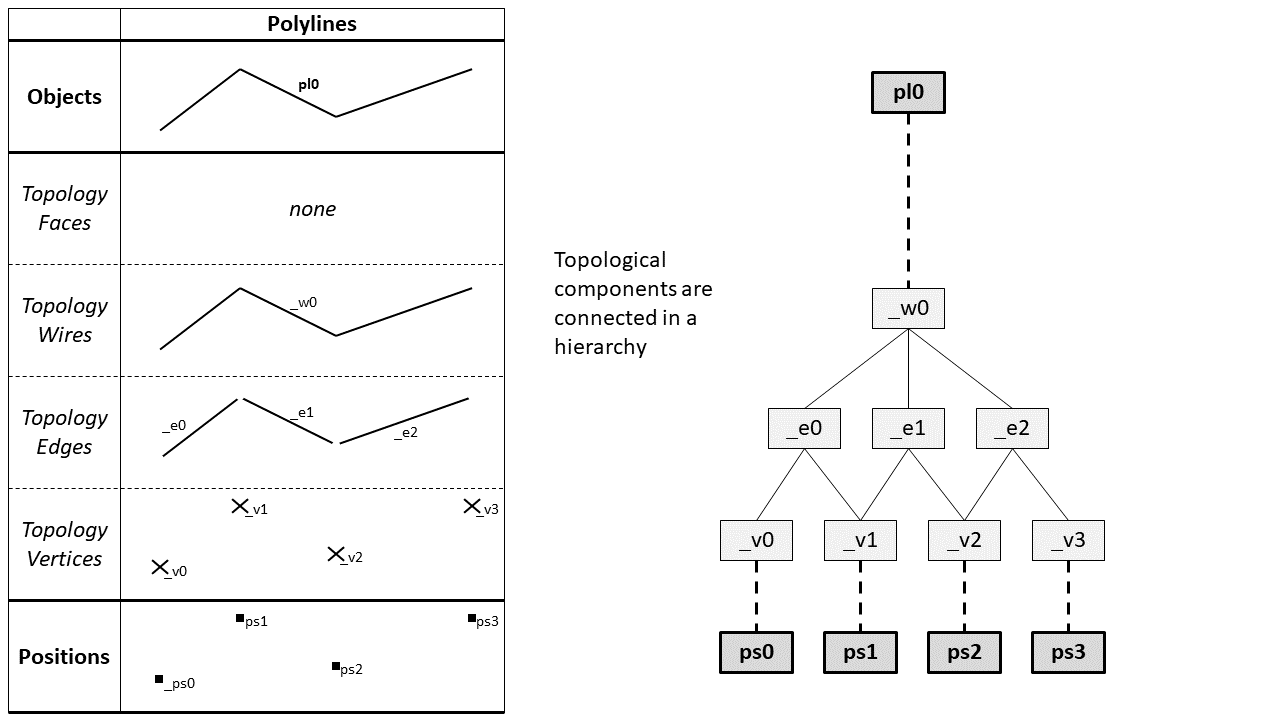 Polylines
Objects
pl0
Topology
Faces
none
Topology
Wires
_w0
Topology
Edges
_e0
_e1
_e2
Topology
Vertices
_v0
_v1
_v2
_v3
Positions
_ps0
ps1
ps2
ps3
Topological
components are
connected in a
hierarchy
pl0
_w0
_e0 _e1 _e2
_v0 _v1 _v2 _v3
ps0 ps1 ps2 ps3